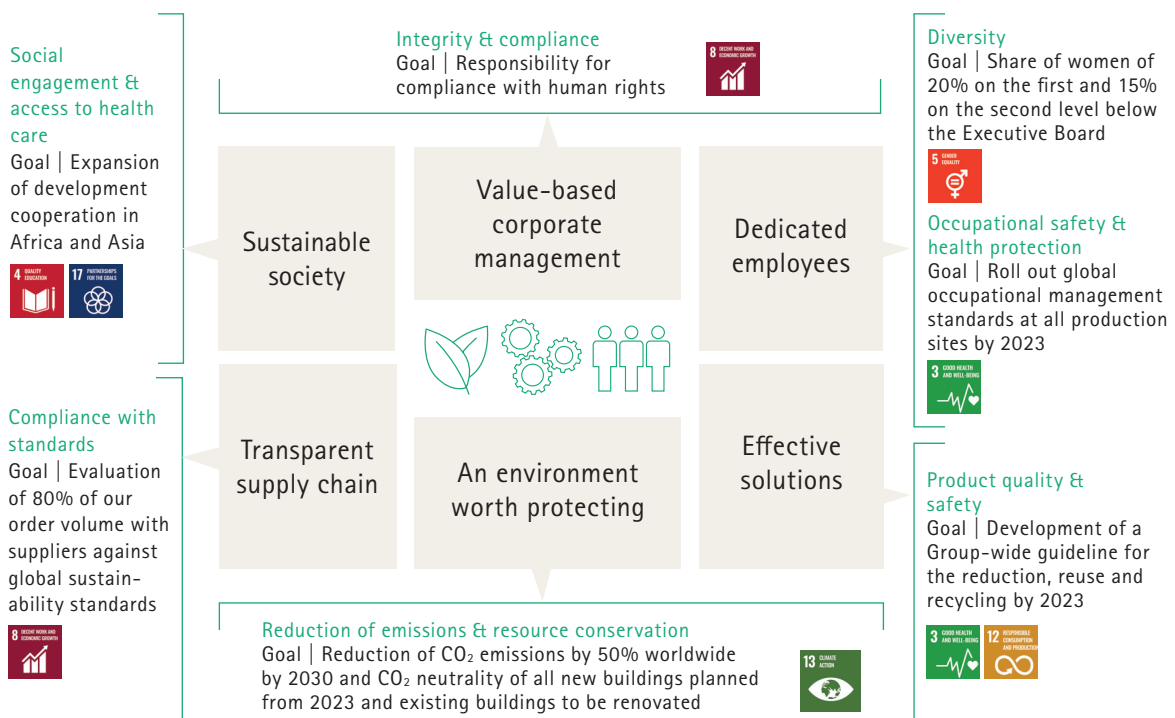 Social
engagement &
access to health
care
Goal | Expansion
of development
cooperation in
Africa and Asia
4 QUALITY
EDUCATION
17 PARTNERSHIPS
FOR THE GOALS
Integrity & compliance
Goal | Responsibility for
compliance with human rights
8 DECENT WORK AND
ECONOMIC GROWTH
Diversity
Goal | Share of women of
20% on the first and 15%
on the second level below
the Executive Board
5 GENDER
EQUALITY
Occupational safety &
health protection
Goal | Roll out global
occupational management
standards at all production
sites by 2023
3 GOOD HEALTH
AND WELL-BEING
Sustainable
society
Value-based
corporate
management
Dedicated
employees
Transparent
supply chain
An environment
worth protecting
Effective
solutions
Compliance with
standards
Goal | Evaluation
of 80% of our
order volume with
suppliers against
global sustain-
ability standards
8 DECENT WORK AND
ECONOMIC GROWTH
Reduction of emissions & resource conservation
Goal | Reduction of CO₂ emissions by 50% worldwide
by 2030 and CO₂ neutrality of all new buildings planned
from 2023 and existing buildings to be renovated
13 CLIMATE
ACTION
Product quality &
safety
Goal | Development of a
Group-wide guideline for
the reduction, reuse and
recycling by 2023
3 GOOD HEALTH
AND WELL-BEING
12 RESPONSIBLE
CONSUMPTION
AND PRODUCTION